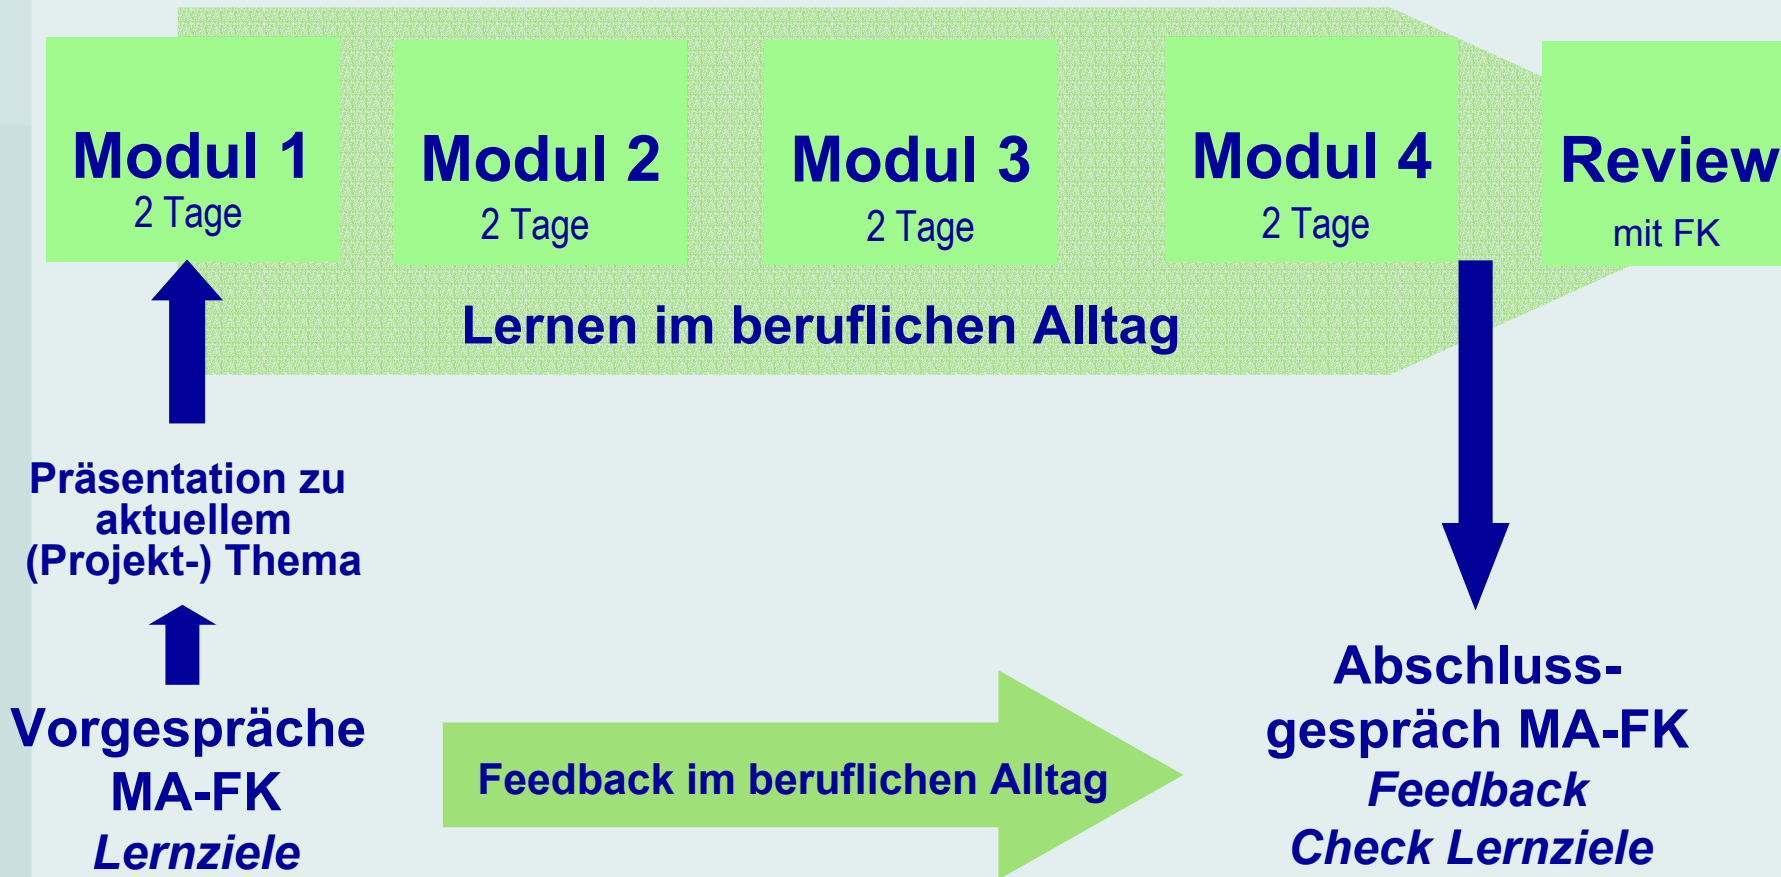 Modul 1
2 Tage
Modul 2
2 Tage
Modul 3
2 Tage
Modul 4
2 Tage
Review
mit FK
Lernen im beruflichen Alltag
Präsentation zu
aktuellem
(Projekt-) Thema
Vorgespräche
MA-FK
Lernziele
Feedback im beruflichen Alltag
Abschluss-
gespräch MA-FK
Feedback
Check Lernziele